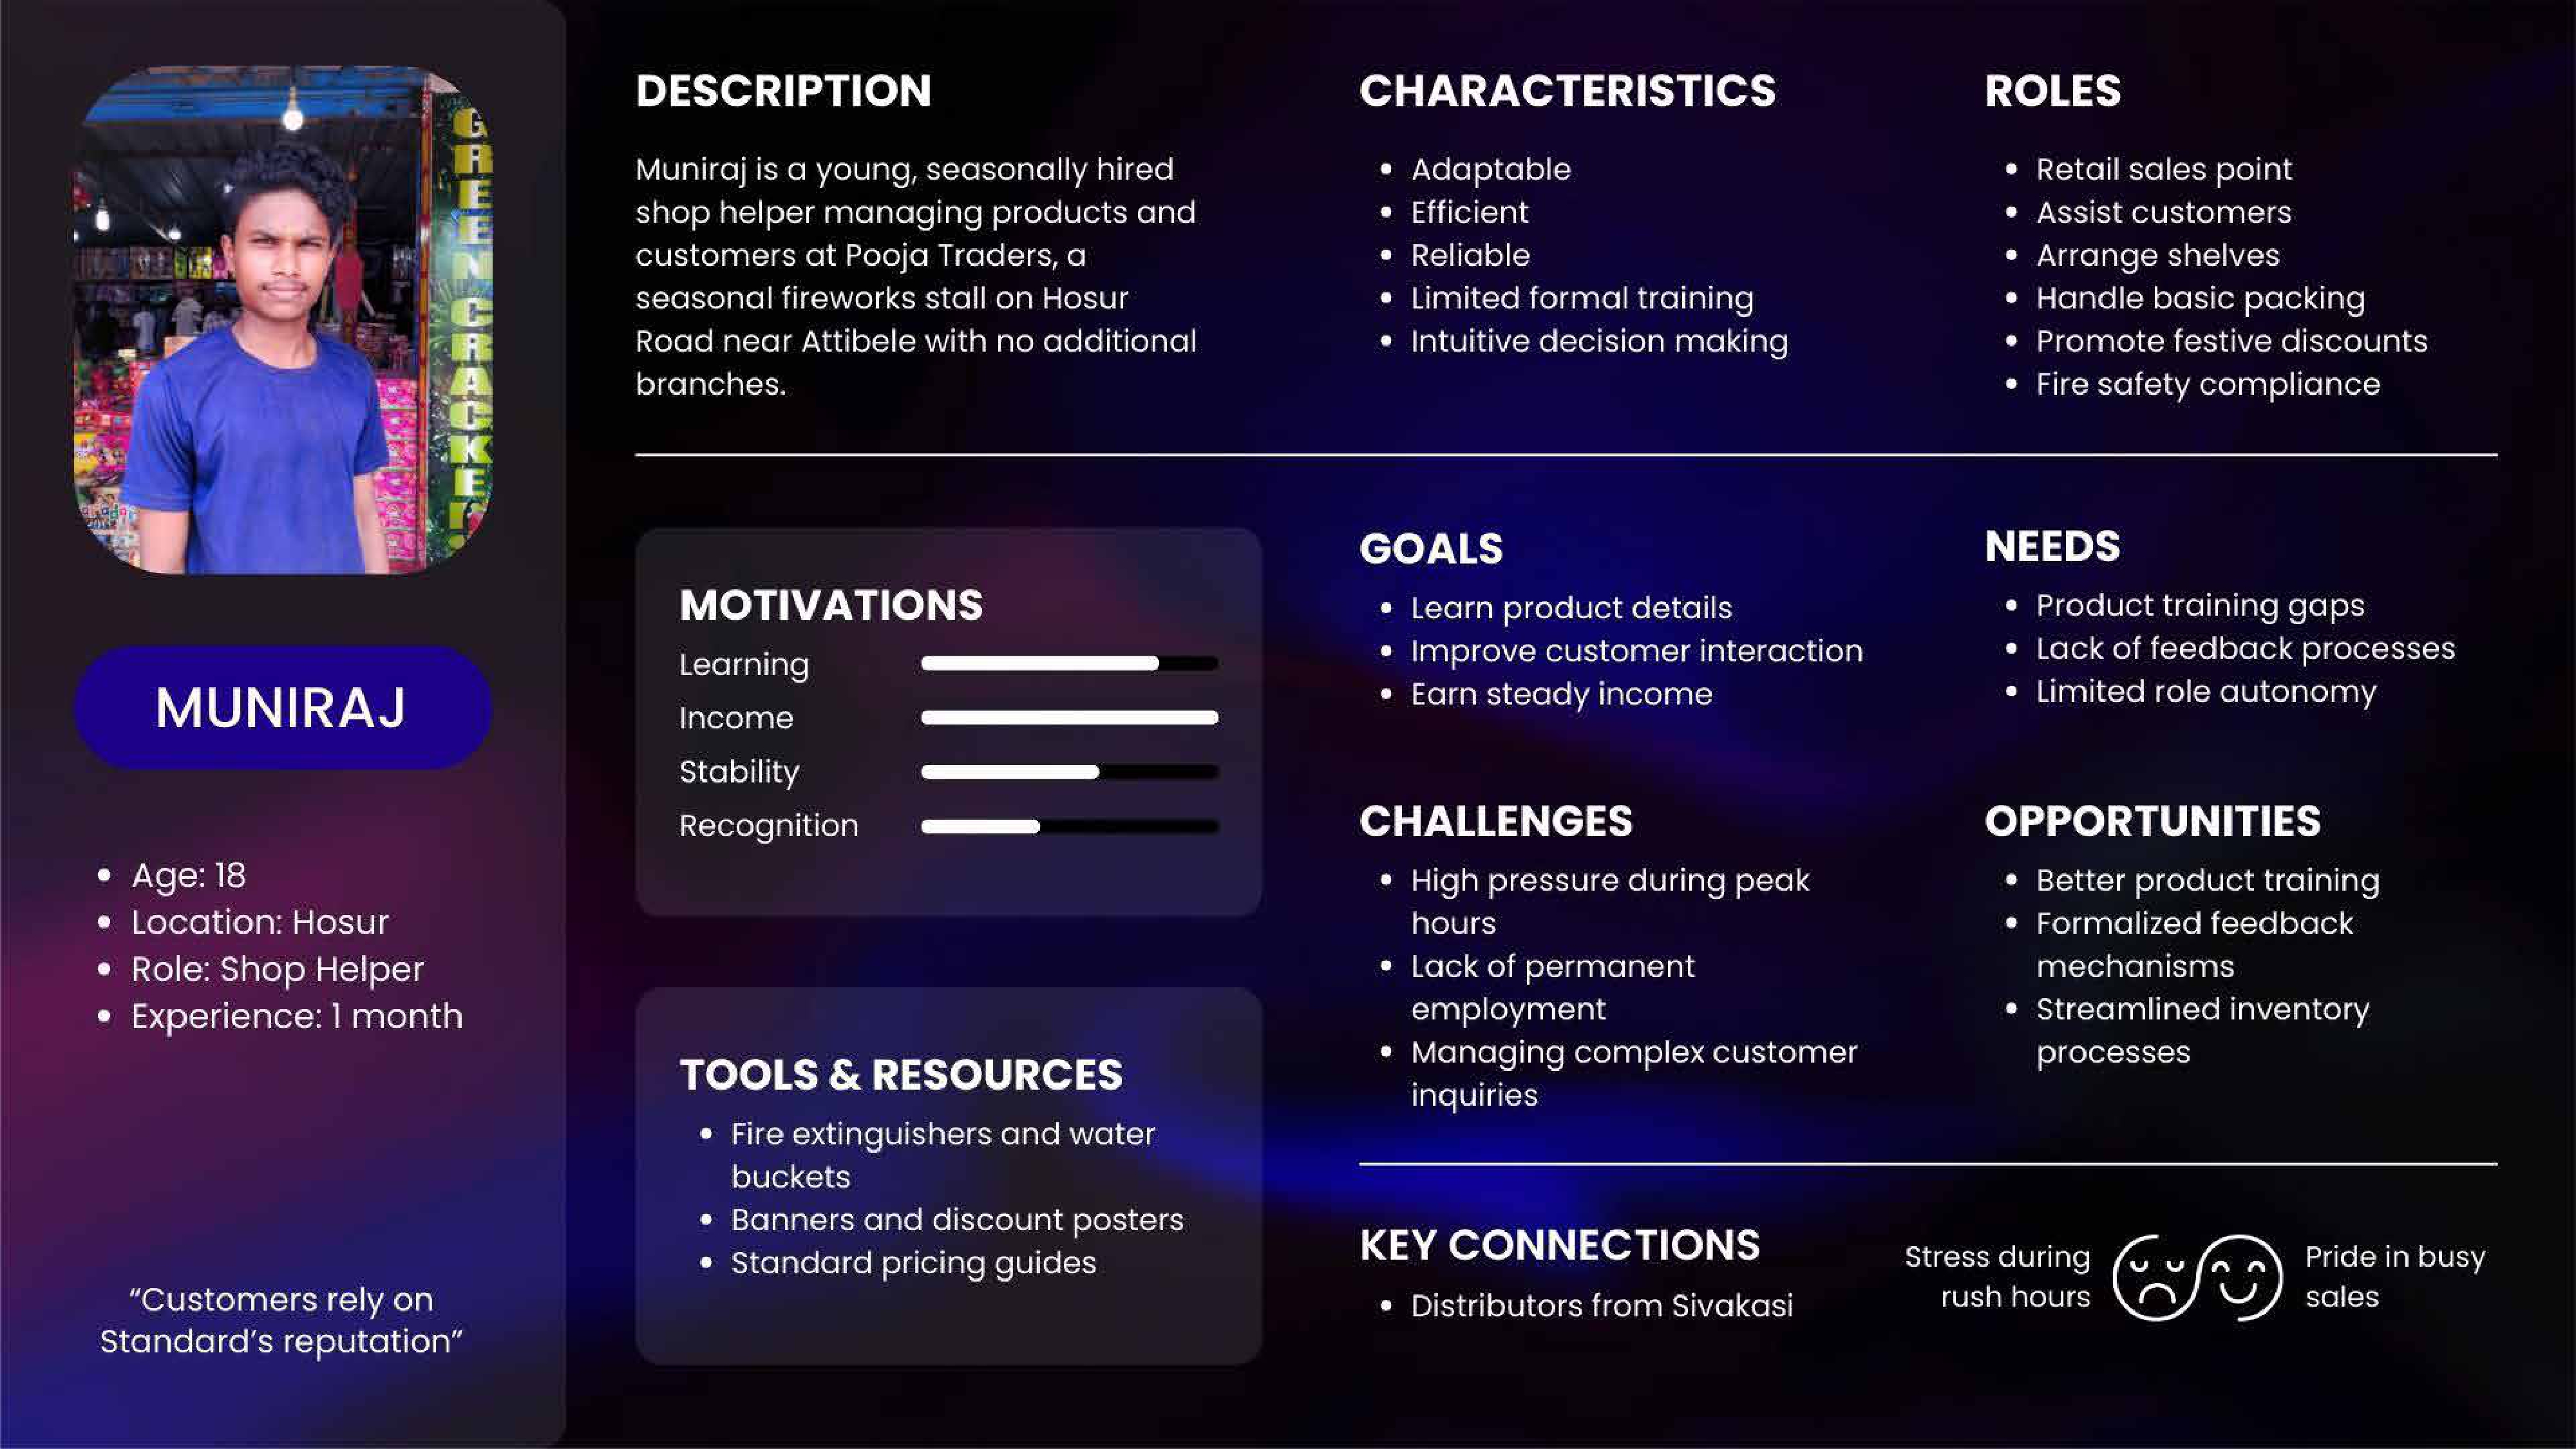 GREEN CRACKERS
MUNIRAJ
Age: 18
Location: Hosur
Role: Shop Helper
Experience: 1 month
“Customers rely on
Standard’s reputation”
DESCRIPTION
Muniraj is a young, seasonally hired
shop helper managing products and
customers at Pooja Traders, a
seasonal fireworks stall on Hosur
Road near Attibele with no additional
branches.
CHARACTERISTICS
Adaptable
Efficient
Reliable
Limited formal training
Intuitive decision making
ROLES
Retail sales point
Assist customers
Arrange shelves
Handle basic packing
Promote festive discounts
Fire safety compliance
MOTIVATIONS
Learning
Income
Stability
Recognition
TOOLS & RESOURCES
Fire extinguishers and water
buckets
Banners and discount posters
Standard pricing guides
GOALS
Learn product details
Improve customer interaction
Earn steady income
NEEDS
Product training gaps
Lack of feedback processes
Limited role autonomy
CHALLENGES
High pressure during peak
hours
Lack of permanent
employment
Managing complex customer
inquiries
OPPORTUNITIES
Better product training
Formalized feedback
mechanisms
Streamlined inventory
processes
KEY CONNECTIONS
Distributors from Sivakasi
Stress during
rush hours
Pride in busy
sales